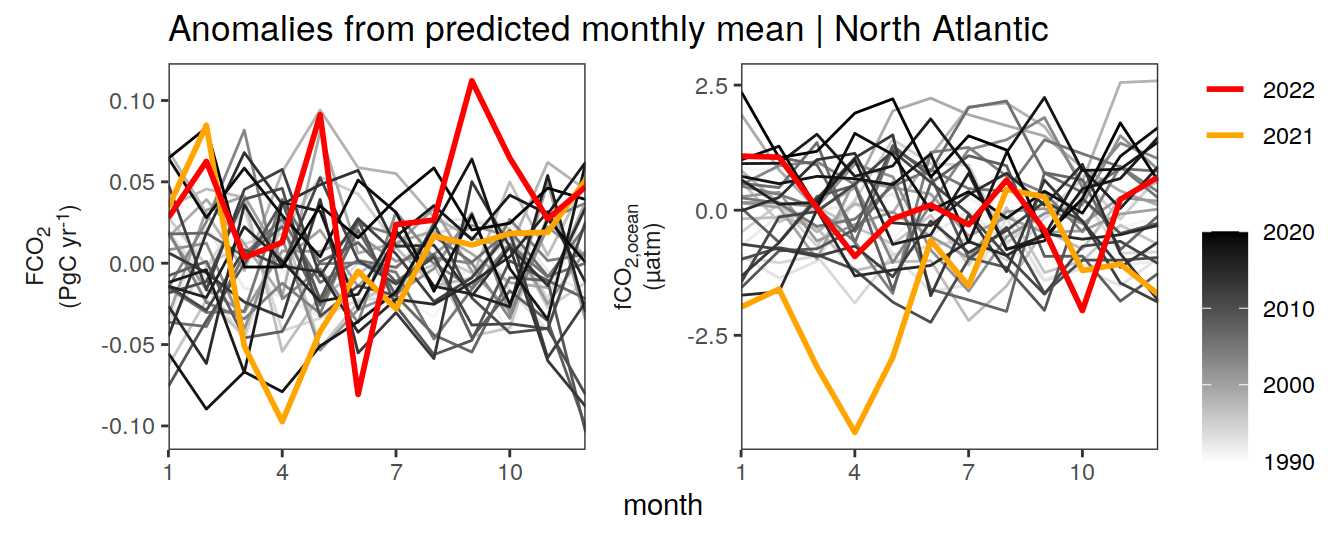 Anomalies from predicted monthly mean | North Atlantic
FCO₂
(PgC yr⁻¹)
0.10
0.05
0.00
-0.05
-0.10
1 4 7 10
fCO₂,ocean
(µatm)
2.5
0.0
-2.5
1 4 7 10
month
2022
2021
2020
2010
2000
1990